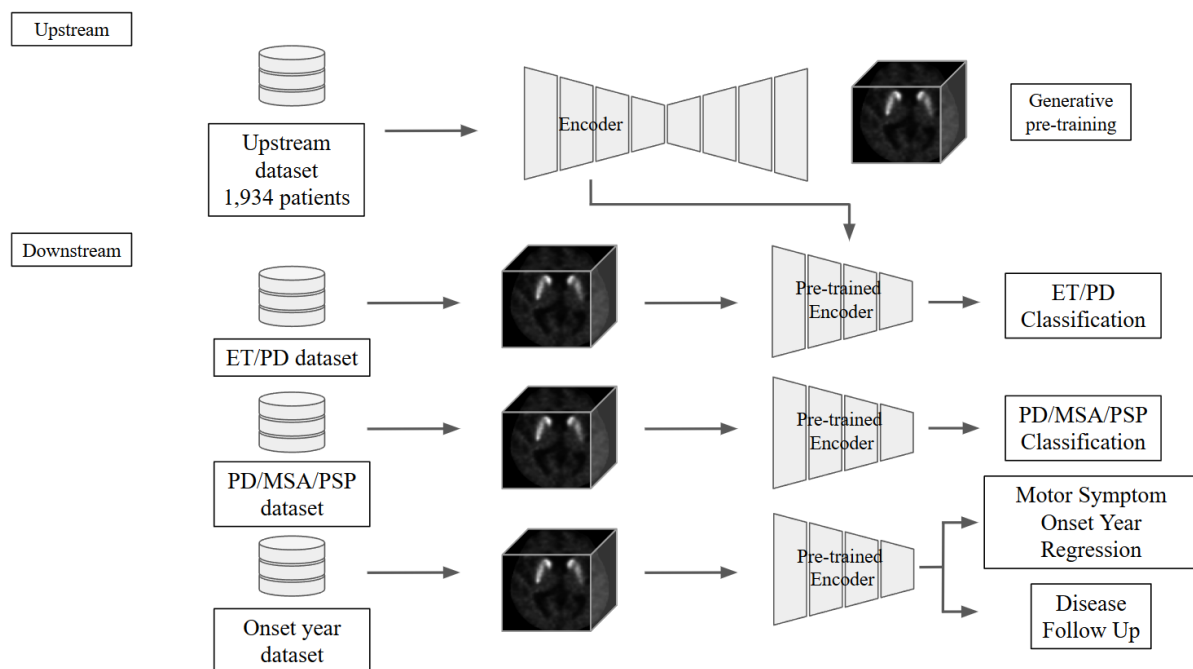 Upstream
Upstream
dataset
1,934 patients
Encoder
Generative
pre-training
Downstream
ET/PD dataset
Pre-trained
Encoder
ET/PD
Classification
PD/MSA/PSP
dataset
Pre-trained
Encoder
PD/MSA/PSP
Classification
Onset year
dataset
Pre-trained
Encoder
Motor Symptom
Onset Year
Regression
Disease
Follow Up